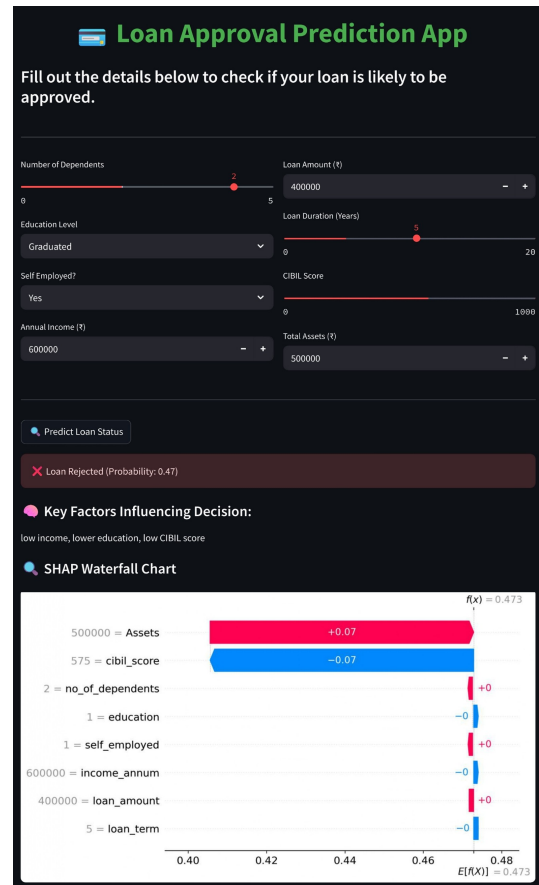 Loan Approval Prediction App
Fill out the details below to check if your loan is likely to be
approved.
Number of Dependents
2
0 5
Education Level
Graduated
Self Employed?
Yes
Annual Income (₹)
600000 - +
Loan Amount (₹)
400000 - +
Loan Duration (Years)
5
0 20
CIBIL Score
0 1000
Total Assets (₹)
500000 - +
Predict Loan Status
Loan Rejected (Probability: 0.47)
Key Factors Influencing Decision:
low income, lower education, low CIBIL score
SHAP Waterfall Chart
f(x) = 0.473
500000 = Assets +0.07
575 = cibil_score −0.07
2 = no_of_dependents +0
1 = education −0
1 = self_employed +0
600000 = income_annum −0
400000 = loan_amount +0
5 = loan_term −0
0.40 0.42 0.44 0.46 0.48
E[f(X)] = 0.473